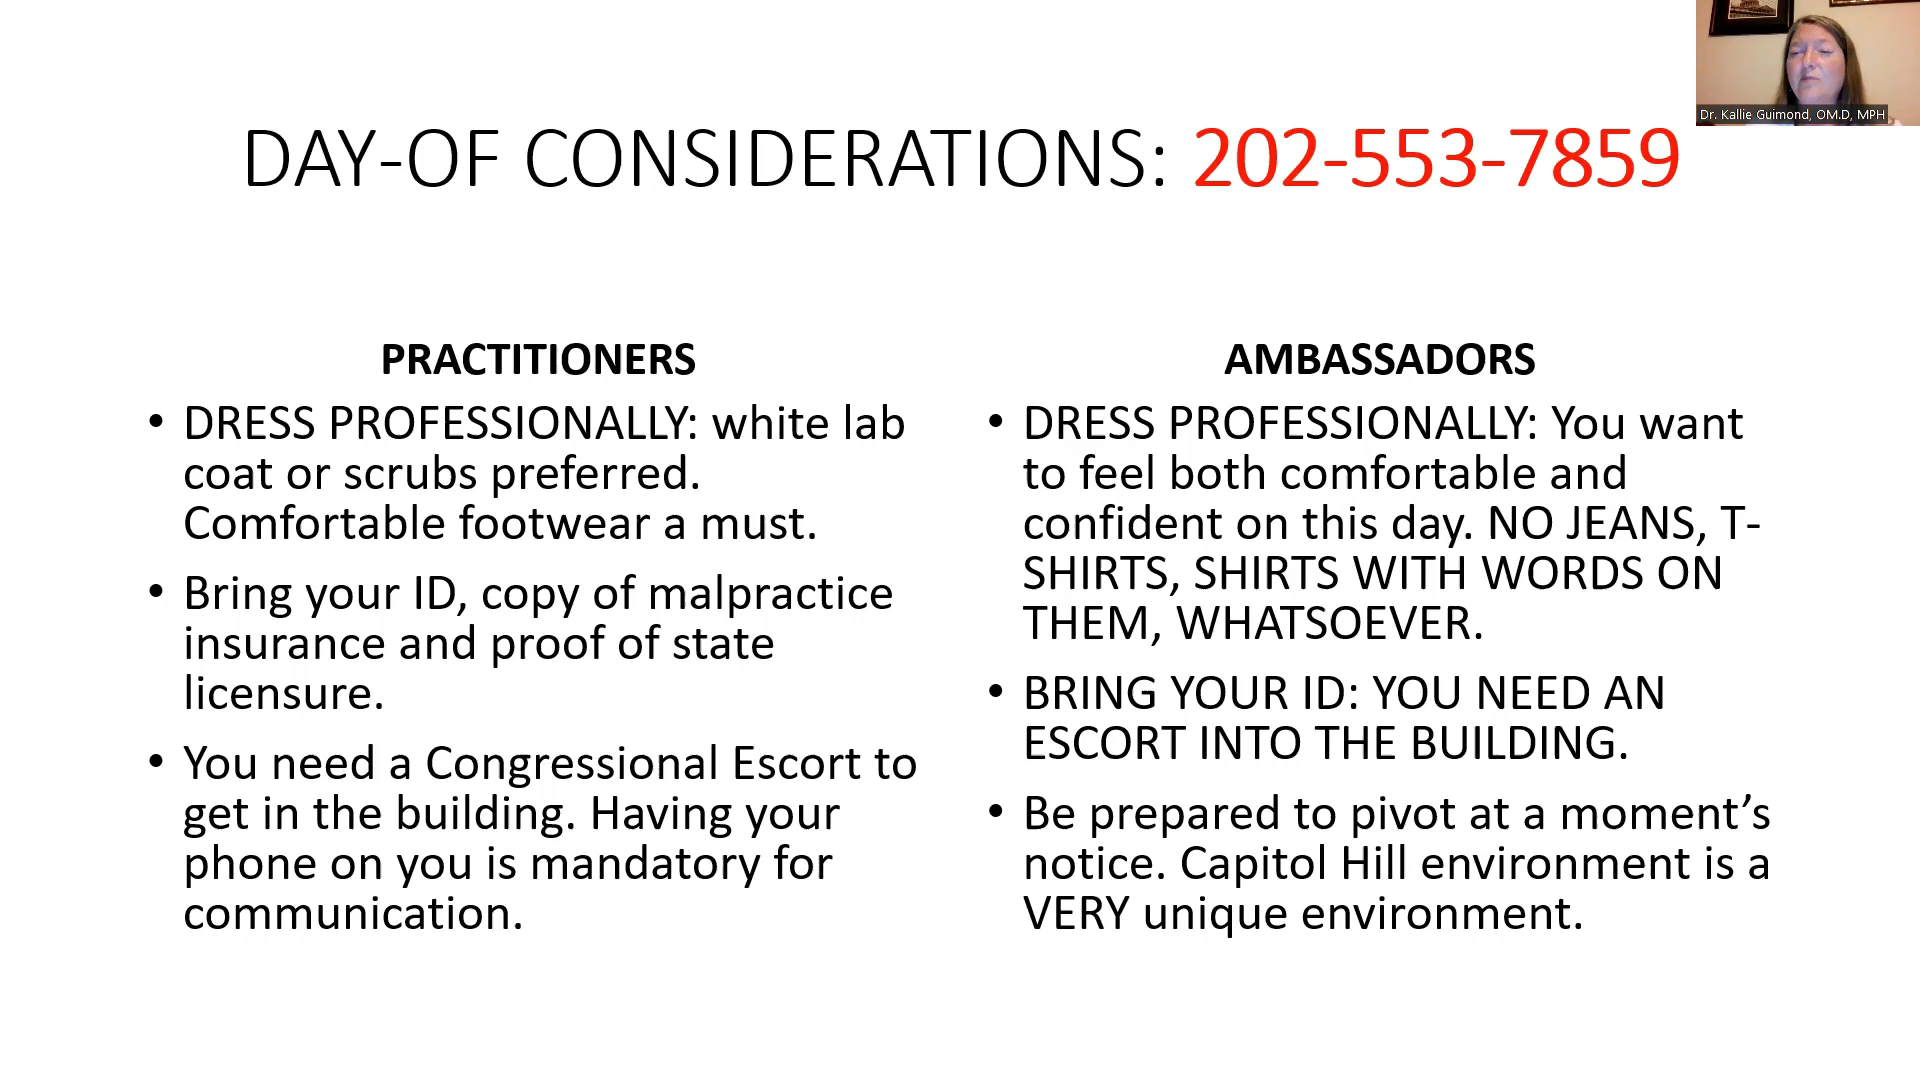 Dr. Kallie Guimond, OM.D, MPH
DAY-OF CONSIDERATIONS: 202-553-7859
PRACTITIONERS
• DRESS PROFESSIONALLY: white lab
coat or scrubs preferred.
Comfortable footwear a must.
• Bring your ID, copy of malpractice
insurance and proof of state
licensure.
• You need a Congressional Escort to
get in the building. Having your
phone on you is mandatory for
communication.
AMBASSADORS
• DRESS PROFESSIONALLY: You want
to feel both comfortable and
confident on this day. NO JEANS, T-
SHIRTS, SHIRTS WITH WORDS ON
THEM, WHATSOEVER.
• BRING YOUR ID: YOU NEED AN
ESCORT INTO THE BUILDING.
• Be prepared to pivot at a moment’s
notice. Capitol Hill environment is a
VERY unique environment.